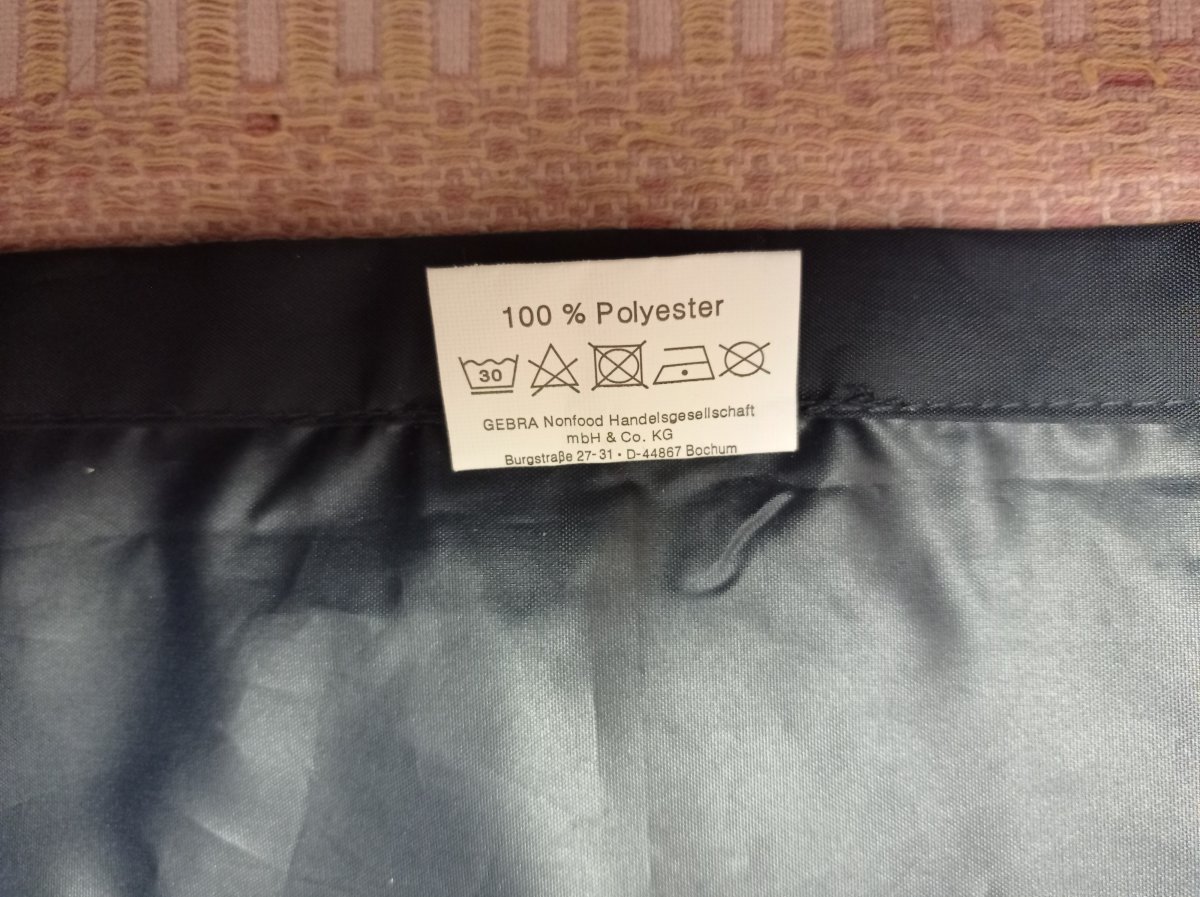 100 % Polyester
30
GEBRA Nonfood Handelsgesellschaft
mbH & Co. KG
Burgstraße 27-31 • D-44867 Bochum